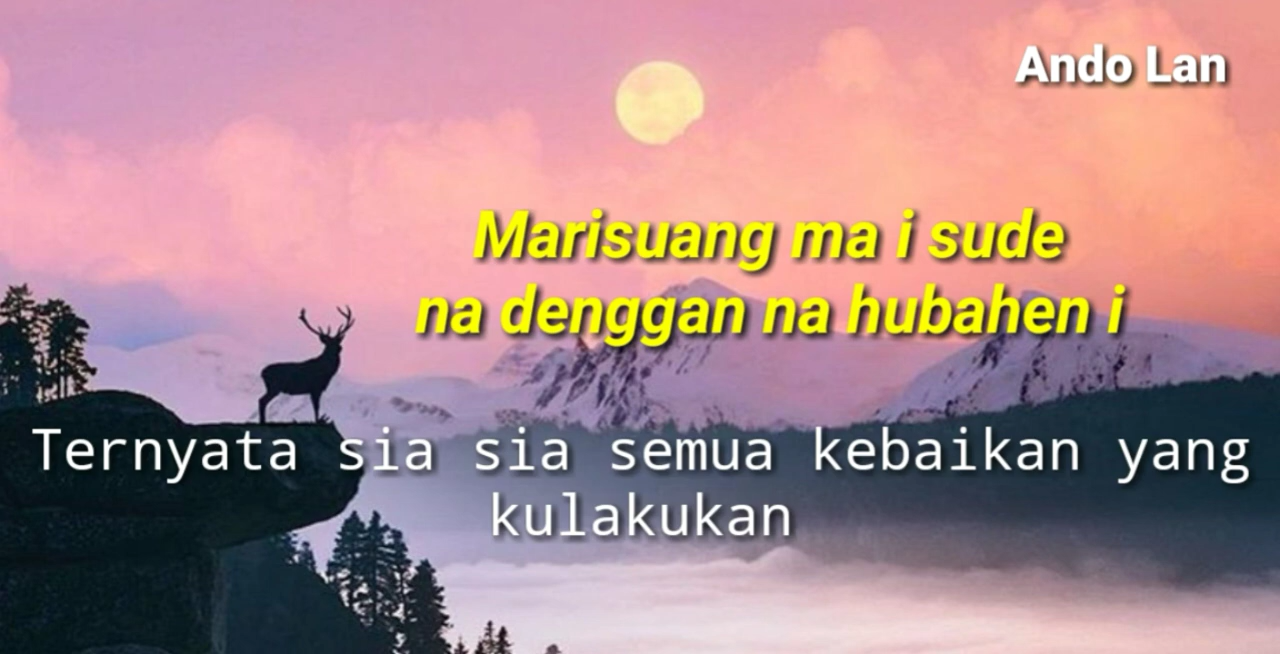 Ando Lan
Marisuang ma i sude
na denggan na hubahen i
Ternyata sia sia semua kebaikan yang
kulakukan